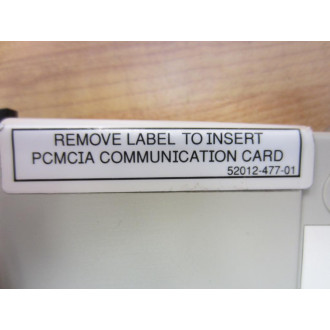 REMOVE LABEL TO INSERT
PCMCIA COMMUNICATION CARD
52012-477-01